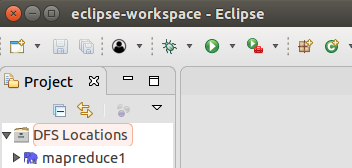 eclipse-workspace - Eclipse
Project
DFS Locations
mapreduce1